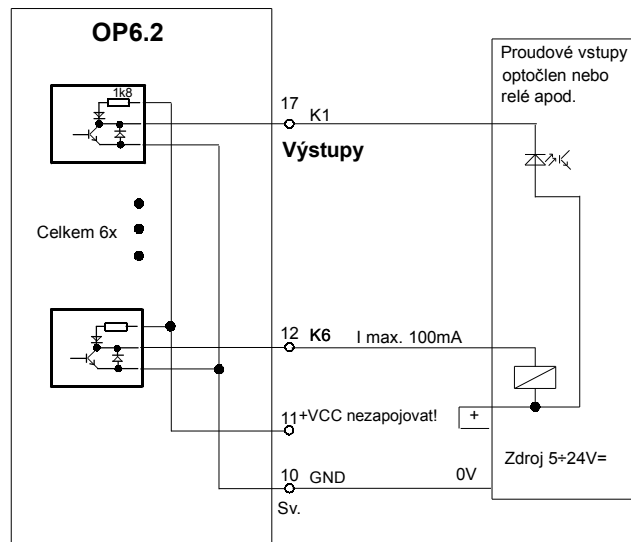 OP6.2
Proudové vstupy
optočlen nebo
relé apod.
1k8
17 K1
Výstupy
Celkem 6x
12 K6 I max. 100mA
11 +VCC nezapojovat!
+
Zdroj 5÷24V=
10 GND 0V
Sv.